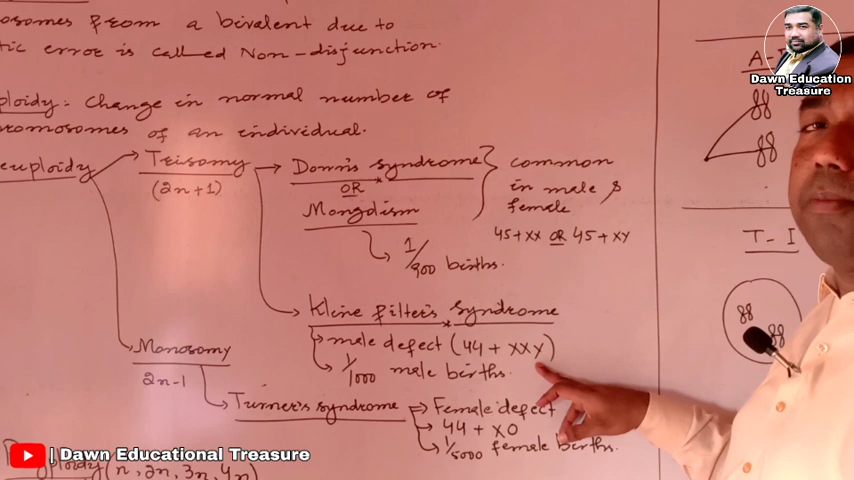 osomes from a bivalent due to
tic error is called Non-disjunction.
ploidy. Change in normal number of
romosomes of an individual.
euploidy
Trisomy
(2n+1)
Down's syndrome
OR
Mongolism
1/900 births.
common
in male &
female
45+XX OR 45+XY
Kline filter's syndrome
male defect (44 + XXY)
1/1000 male births.
Monosomy
2n-1
Turner's syndrome
Female defect
44 + XO
1/5000 female births.
(n, 2n, 3n, 4n)
T-I
Dawn Education
Treasure
| Dawn Educational Treasure